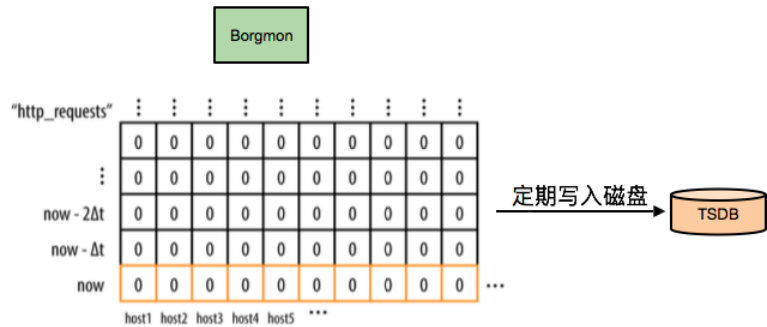 Borgmon
"http_requests" ⋮ ⋮ ⋮ ⋮ ⋮ ⋮ ⋮ ⋮ ⋮ ⋮
0 0 0 0 0 0 0 0 0 0
⋮ 0 0 0 0 0 0 0 0 0 0
定期写入磁盘
now - 2Δt 0 0 0 0 0 0 0 0 0 0
TSDB
now - Δt 0 0 0 0 0 0 0 0 0 0
now 0 0 0 0 0 0 0 0 0 0 ...
host1 host2 host3 host4 host5 ...